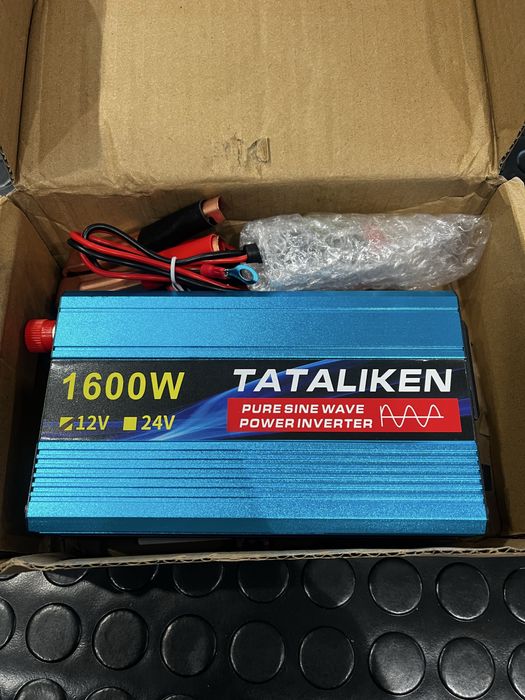 1600W
TATALIKEN
12V 24V
PURE SINE WAVE
POWER INVERTER